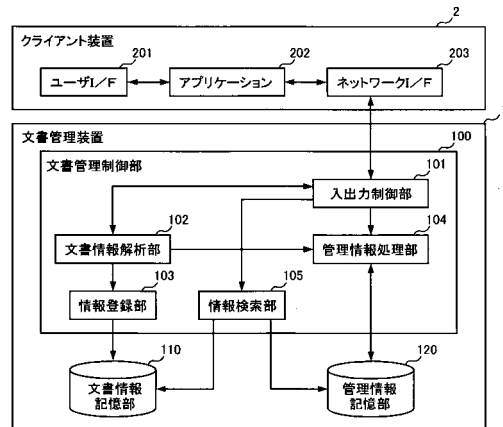 2
クライアント装置
201
202
203
ユーザI/F
アプリケーション
ネットワークI/F
文書管理装置
100
文書管理制御部
101
入出力制御部
102
104
文書情報解析部
管理情報処理部
103
105
情報登録部
情報検索部
110
120
文書情報
記憶部
管理情報
記憶部